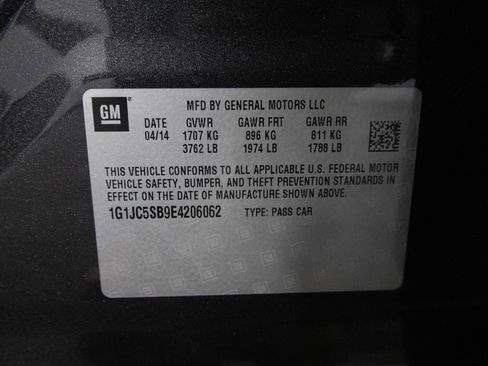 GM
MFD BY GENERAL MOTORS LLC
DATE GVWR GAWR FRT GAWR RR
04/14 1707 KG 896 KG 811 KG
3762 LB 1974 LB 1788 LB
THIS VEHICLE CONFORMS TO ALL APPLICABLE U.S. FEDERAL MOTOR
VEHICLE SAFETY, BUMPER, AND THEFT PREVENTION STANDARDS IN
EFFECT ON THE DATE OF MANUFACTURE SHOWN ABOVE.
1G1JC5SB9E4206062 TYPE: PASS CAR